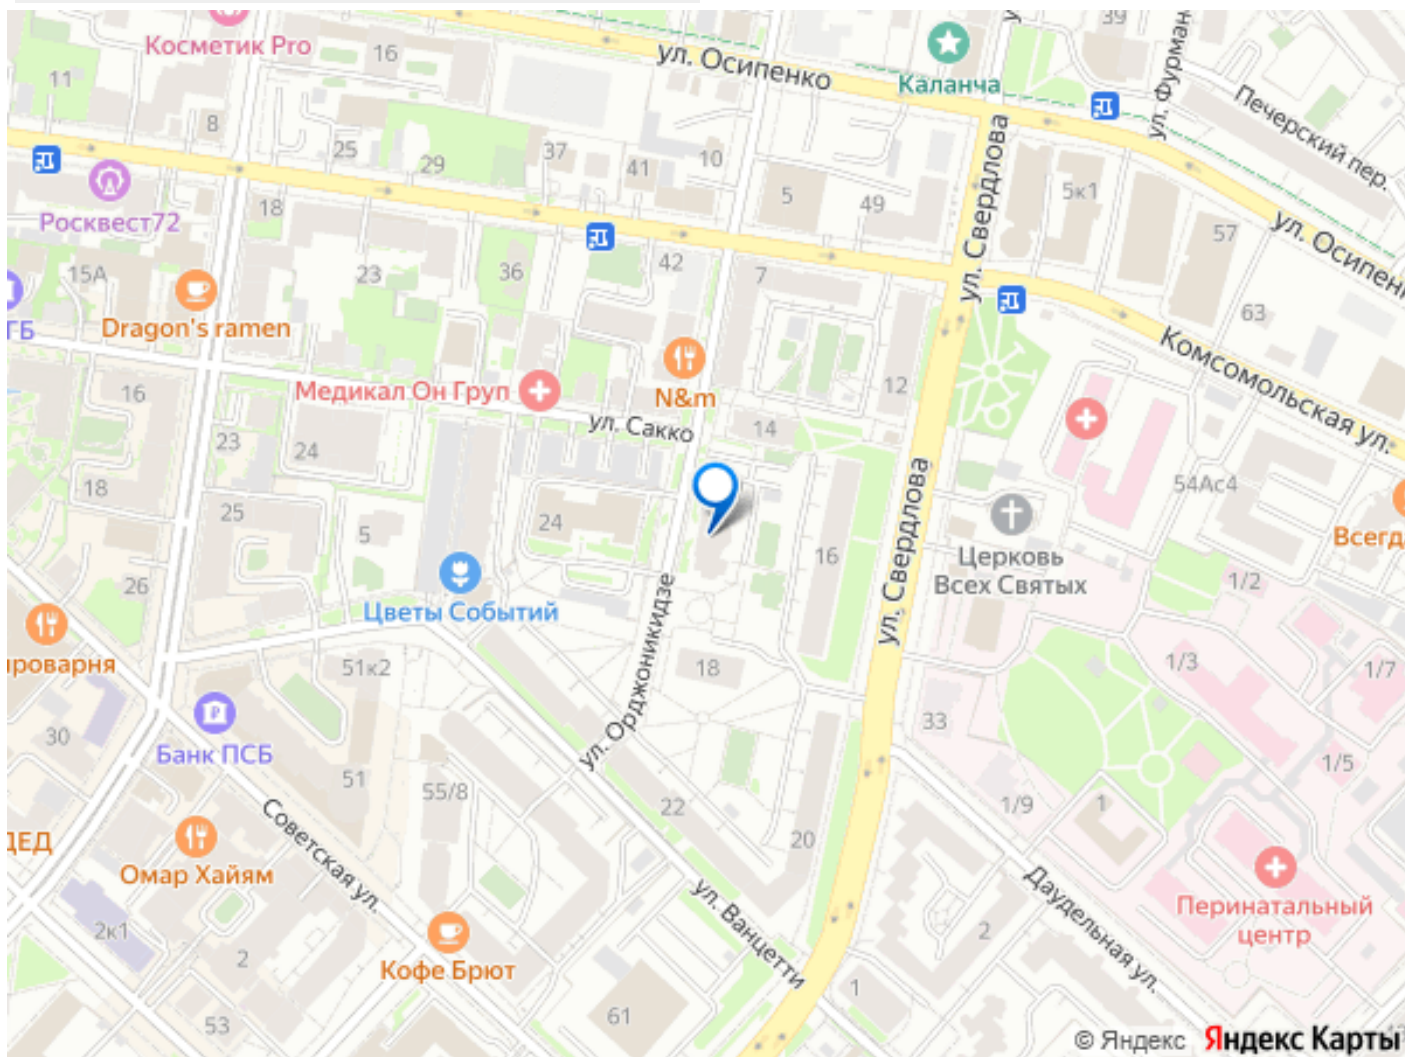 Косметик Pro
16
ул. Осипенко
39
Каланча
ул. Фурман
Печерский пер.
11
8
25
29
37
41
10
5
49
ул. Свердлова
5к1
57
ул. Осипенк
Росквест72
18
15А
23
36
42
7
63
ГБ
Dragon's ramen
Комсомольская ул.
16
Медикал Он Груп
N&m
12
ул. Сакко
14
23
24
18
25
24
5
16
ул. Свердлова
54Ас4
Всегд
Церковь
Всех Святых
1/2
26
Цветы Событий
ул. Орджоникидзе
роварня
51к2
18
1/3
1/7
30
Банк ПСБ
33
51
55/8
22
20
1/9
1
1/5
ДЕД
Омар Хайям
Советская ул.
ул. Ванцетти
Даудельная ул.
Перинатальный
центр
2к1
2
Кофе Брют
2
53
61
1
© Яндекс Яндекс Карты